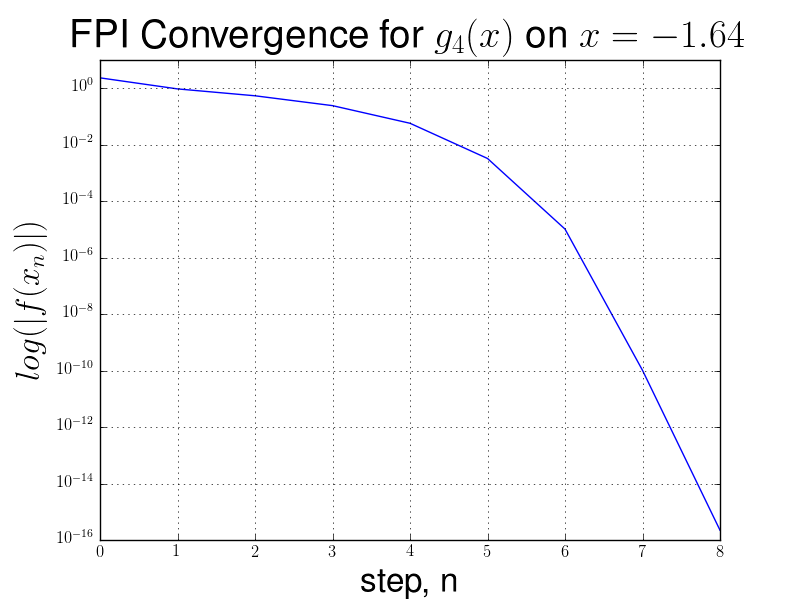 FPI Convergence for g₄(x) on x = −1.64
10⁰
10⁻²
10⁻⁴
10⁻⁶
10⁻⁸
10⁻¹⁰
10⁻¹²
10⁻¹⁴
10⁻¹⁶
log(|f(xₙ)|)
0 1 2 3 4 5 6 7 8
step, n